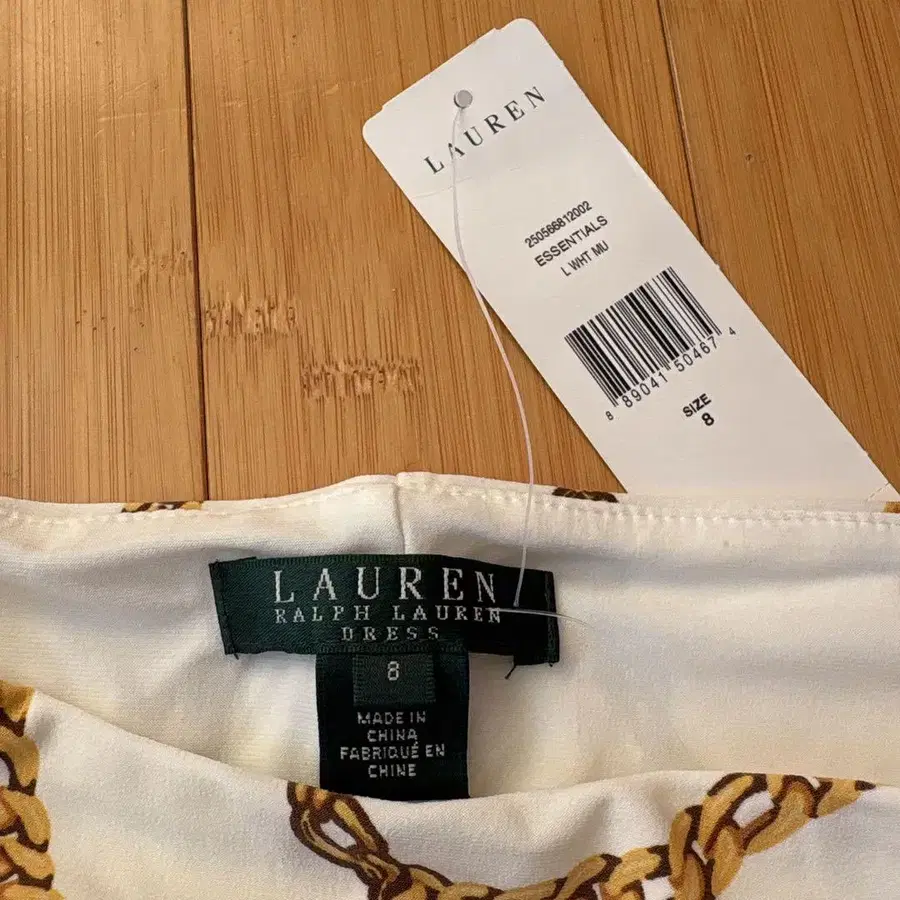 LAUREN
250566812002
ESSENTIALS
L WHT MU
8 89041 50467 4
SIZE
8
LAUREN
RALPH LAUREN
DRESS
8
MADE IN
CHINA
FABRIQUÉ EN
CHINE